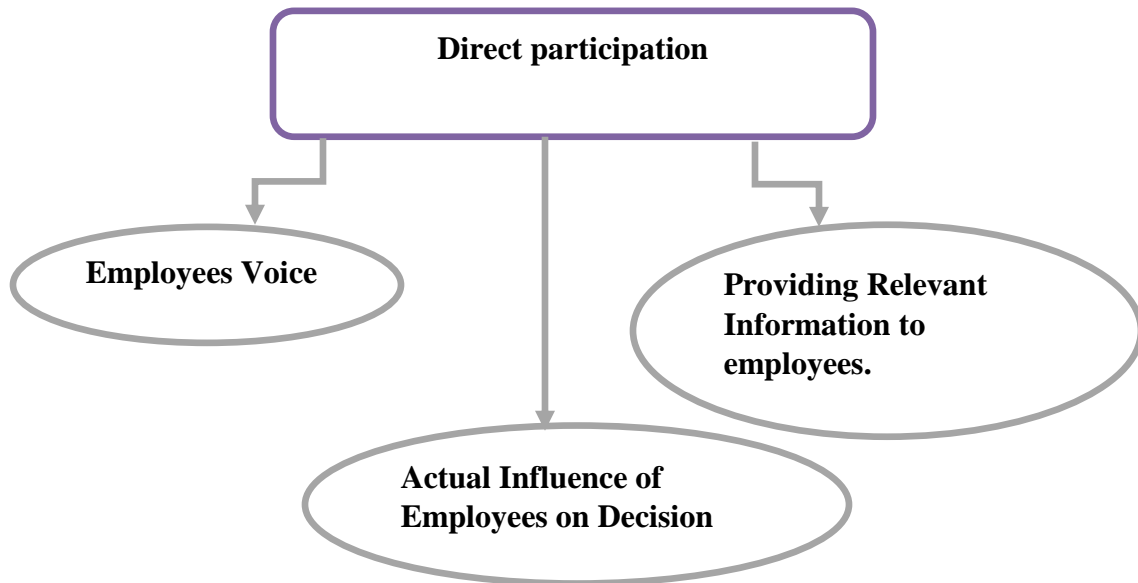 Direct participation
Employees Voice
Providing Relevant
Information to
employees.
Actual Influence of
Employees on Decision